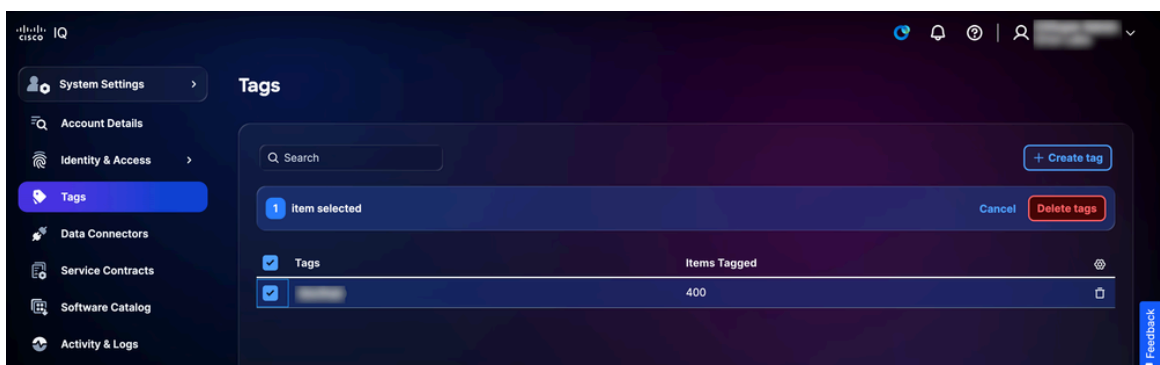 cisco IQ
System Settings
Account Details
Identity & Access
Tags
Data Connectors
Service Contracts
Software Catalog
Activity & Logs
Tags
Search
+ Create tag
1 item selected
Cancel Delete tags
Tags Items Tagged
400
Feedback